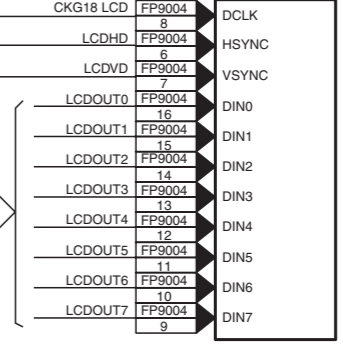 CKG18 LCD FP9004 DCLK
8
LCDHD FP9004 HSYNC
6
LCDVD FP9004 VSYNC
7
LCDOUT0 FP9004 DIN0
16
LCDOUT1 FP9004 DIN1
15
LCDOUT2 FP9004 DIN2
14
LCDOUT3 FP9004 DIN3
13
LCDOUT4 FP9004 DIN4
12
LCDOUT5 FP9004 DIN5
11
LCDOUT6 FP9004 DIN6
10
LCDOUT7 FP9004 DIN7
9